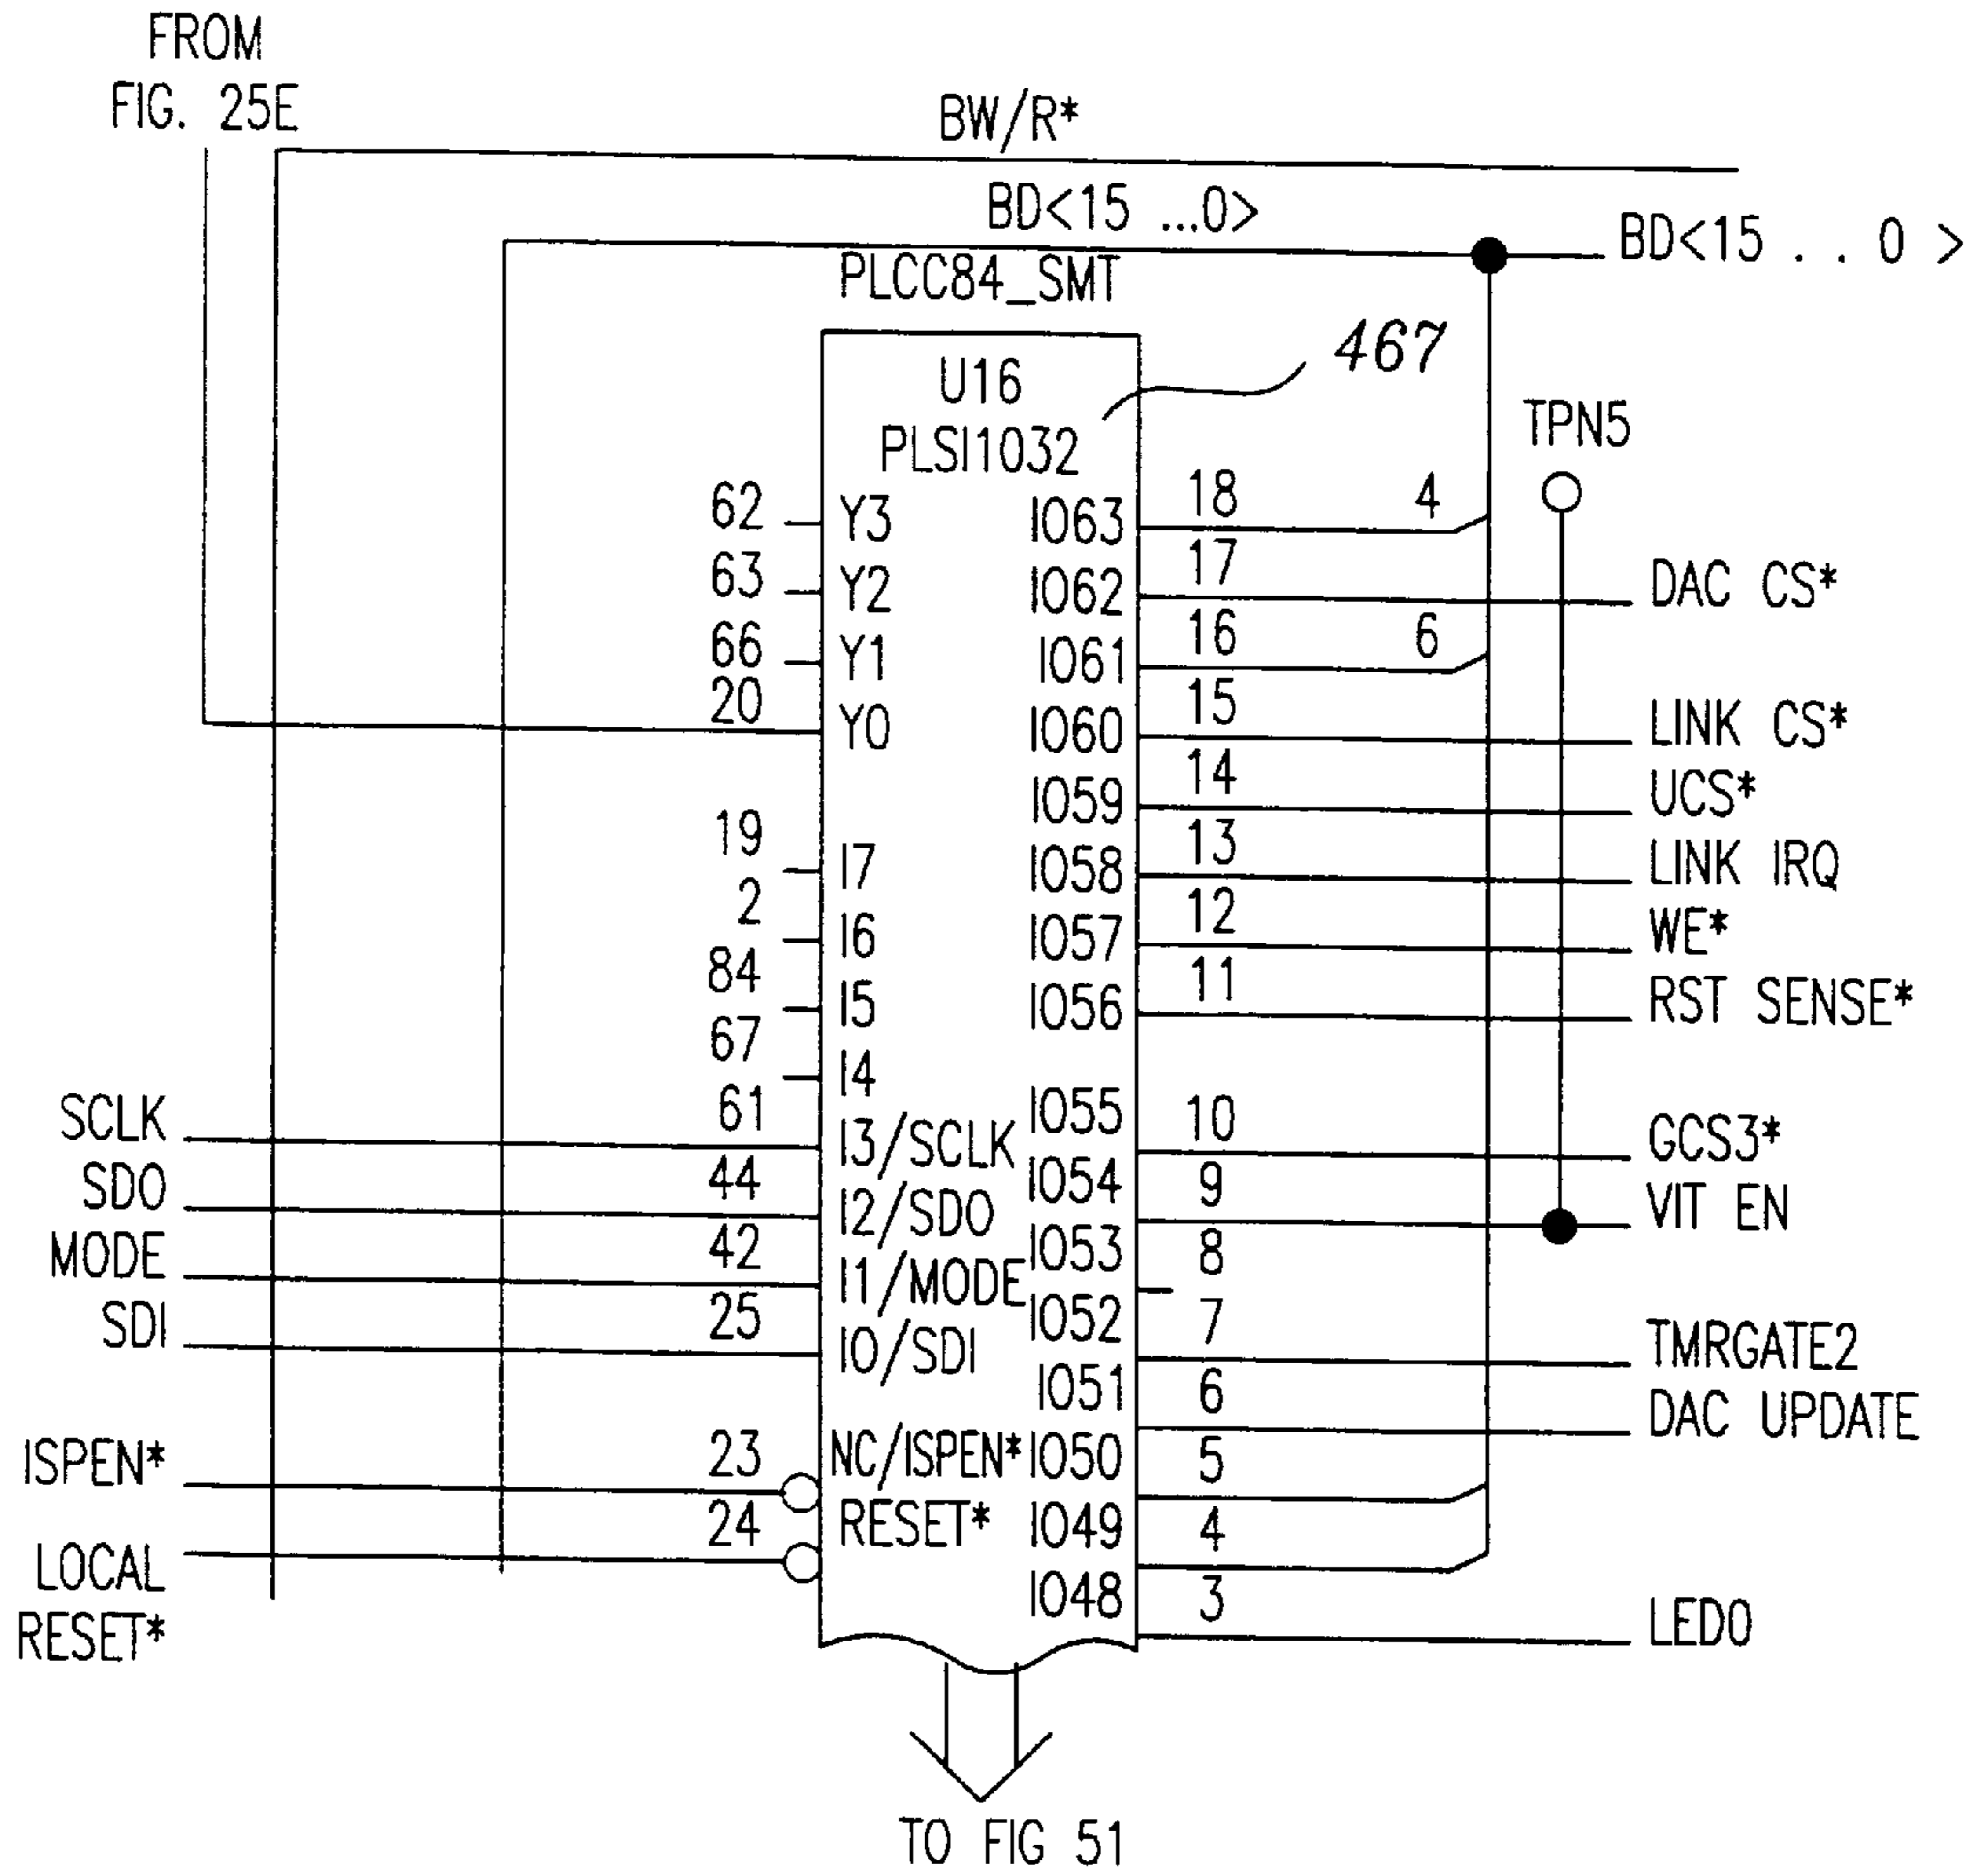 FROM
FIG. 25E
BW/R*
BD<15 ...0>
BD<15 . . 0 >
PLCC84_SMT
467
U16
PLSI1032
TPN5
62 Y3 IO63 18 4
63 Y2 IO62 17 DAC CS*
66 Y1 IO61 16 6
20 Y0 IO60 15 LINK CS*
IO59 14 UCS*
19 I7 IO58 13 LINK IRQ
2 I6 IO57 12 WE*
84 I5 IO56 11 RST SENSE*
67 I4
SCLK 61 I3/SCLK IO55 10 GCS3*
SDO 44 I2/SDO IO54 9 VIT EN
MODE 42 I1/MODE IO53 8
SDI 25 I0/SDI IO52 7 TMRGATE2
IO51 6 DAC UPDATE
ISPEN* 23 NC/ISPEN* IO50 5
LOCAL RESET* 24 RESET* IO49 4
IO48 3 LED0
TO FIG 51